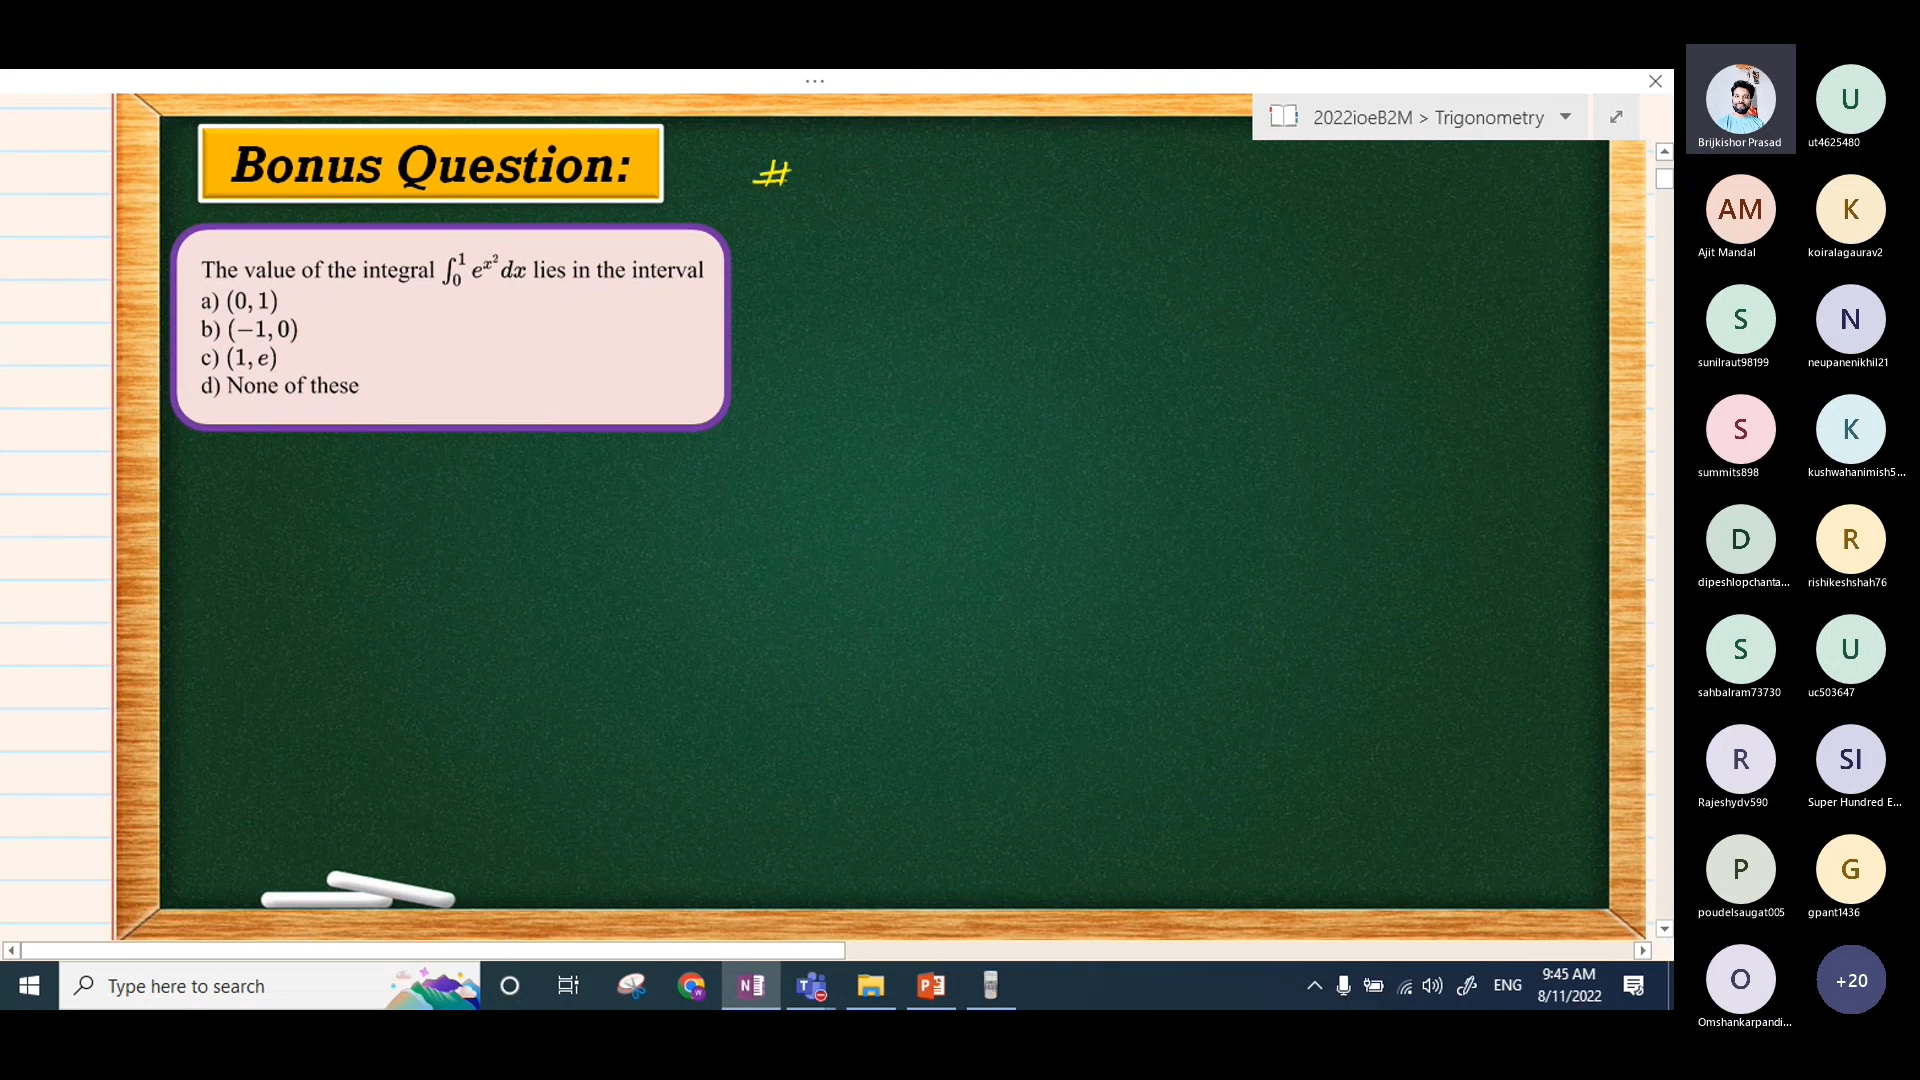 ...
2022ioeB2M > Trigonometry
Bonus Question:
#
The value of the integral ∫₀¹ eˣ² dx lies in the interval
a) (0, 1)
b) (−1, 0)
c) (1, e)
d) None of these
Brijkishor Prasad
U
ut4625480
AM
Ajit Mandal
K
koiralagaurav2
S
sunilraut98199
N
neupanenikhil21
S
summits898
K
kushwahanimish5...
D
dipeshlopchanta...
R
rishikeshshah76
S
sahbalram73730
U
uc503647
R
Rajeshydv590
SI
Super Hundred E...
P
poudelsaugat005
G
gpant1436
O
Omshankarpandi...
+20
Type here to search
ENG
9:45 AM
8/11/2022